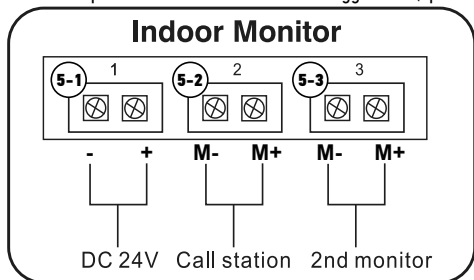 Indoor Monitor
5-1 1 5-2 2 5-3 3
- + M- M+ M- M+
DC 24V Call station 2nd monitor